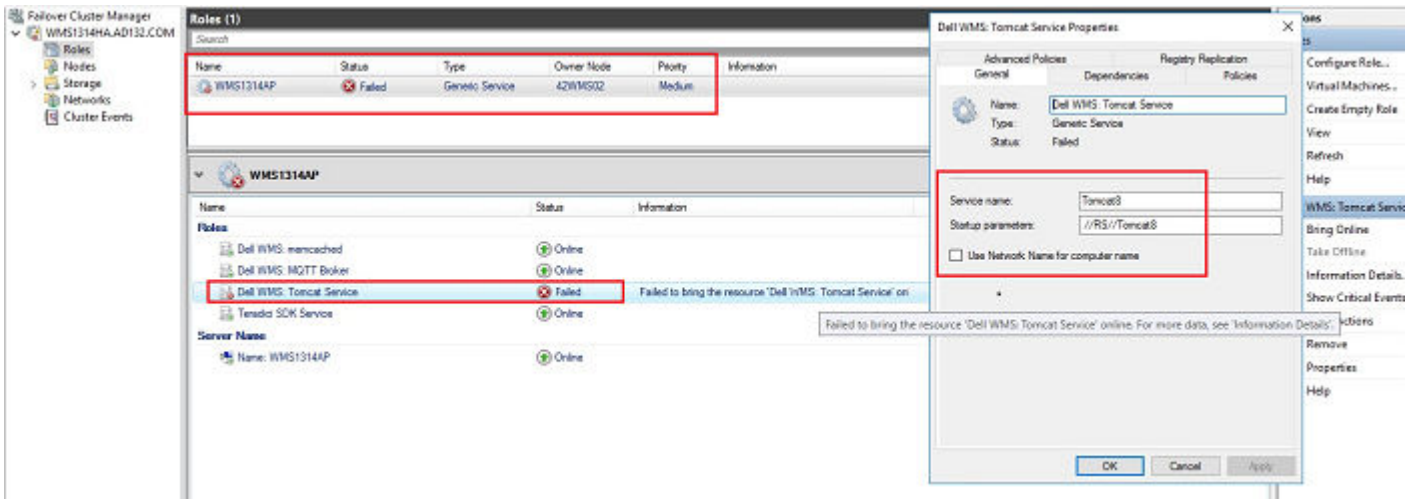 Failover Cluster Manager
WMS1314HA.AD132.COM
Roles
Nodes
Storage
Networks
Cluster Events
Roles (1)
Search
Name Status Type Owner Node Priority Information
WMS1314AP Failed Generic Service 42WMS02 Medium
WMS1314AP
Name Status Information
Roles
Dell WMS: memcached Online
Dell WMS: MQTT Broker Online
Dell WMS: Tomcat Service Failed Failed to bring the resource 'Dell WMS: Tomcat Service' on
Teradici SDK Service Online
Server Name
Name: WMS1314AP Online
Dell WMS: Tomcat Service Properties
Advanced Policies Registry Replication
General Dependencies Policies
Name: Dell WMS: Tomcat Service
Type: Generic Service
Status: Failed
Service name: Tomcat8
Startup parameters: //RS//Tomcat8
Use Network Name for computer name
Failed to bring the resource 'Dell WMS: Tomcat Service' online. For more data, see 'Information Details'.
OK Cancel Apply
ons
es
Configure Role...
Virtual Machines...
Create Empty Role
View
Refresh
Help
WMS: Tomcat Servic
Bring Online
Take Offline
Information Details.
Show Critical Events
Actions
Remove
Properties
Help